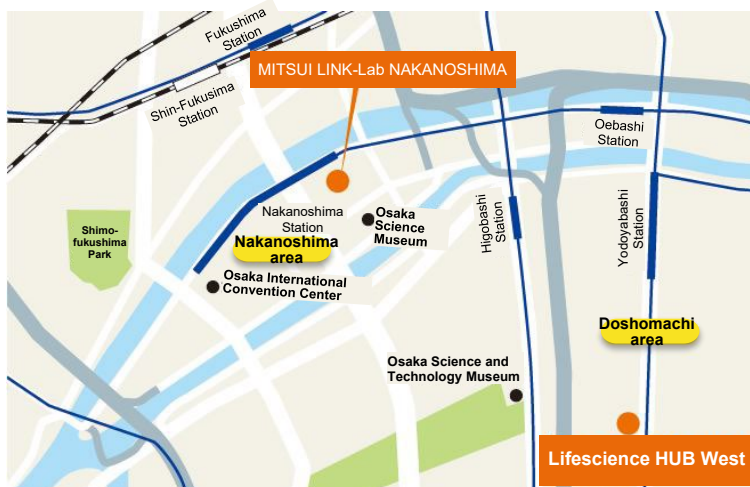 Fukushima
Station
MITSUI LINK-Lab NAKANOSHIMA
Shin-Fukusima
Station
Oebashi
Station
Nakanoshima
Station
Osaka
Science
Museum
Higobashi
Station
Yodoyabashi
Station
Shimo-
fukushima
Park
Nakanoshima
area
Osaka International
Convention Center
Doshomachi
area
Osaka Science and
Technology Museum
Lifescience HUB West